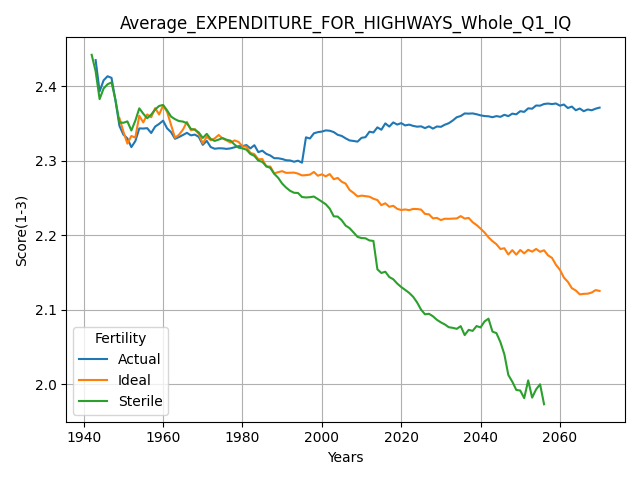 Average_EXPENDITURE_FOR_HIGHWAYS_Whole_Q1_IQ
Score(1-3)
2.4
2.3
2.2
2.1
2.0
Fertility
Actual
Ideal
Sterile
1940 1960 1980 2000 2020 2040 2060
Years